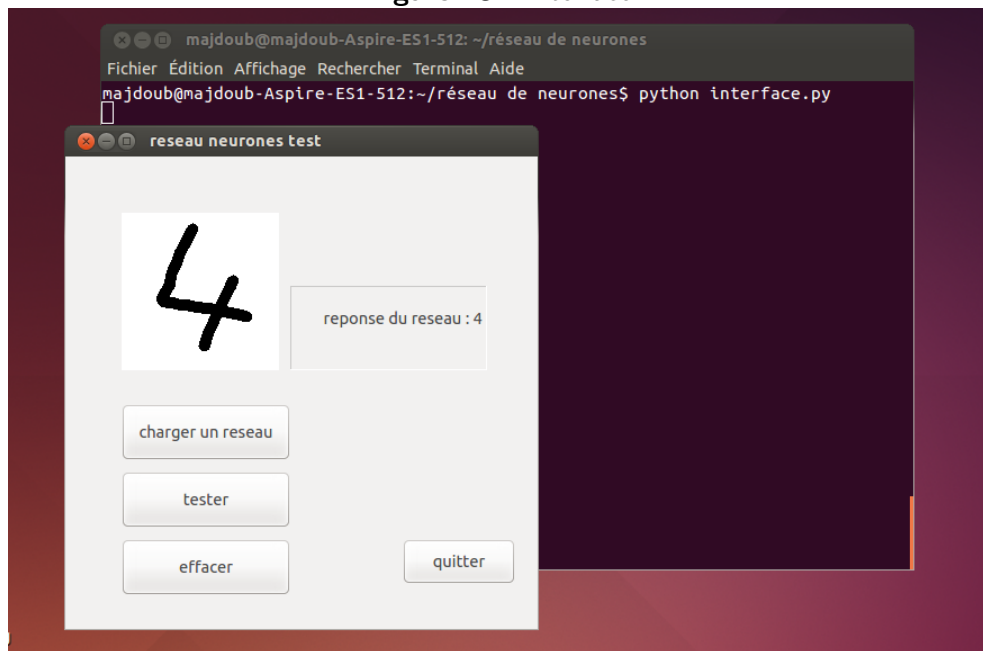 majdoub@majdoub-Aspire-ES1-512: ~/réseau de neurones
Fichier Édition Affichage Rechercher Terminal Aide
majdoub@majdoub-Aspire-ES1-512:~/réseau de neurones$ python interface.py
reseau neurones test
4
reponse du reseau : 4
charger un reseau
tester
effacer
quitter